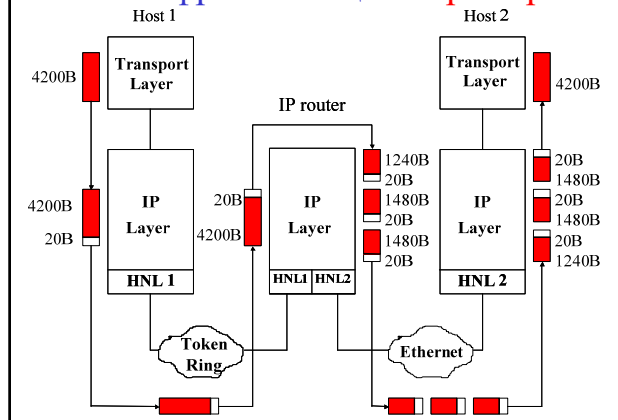 Host 1
Host 2
Transport
Layer
4200B
Transport
Layer
4200B
IP router
IP
Layer
HNL 1
4200B
20B
20B
4200B
IP
Layer
HNL1
HNL2
1240B
20B
1480B
20B
1480B
20B
IP
Layer
HNL 2
20B
1480B
20B
1480B
20B
1240B
Token
Ring
Ethernet